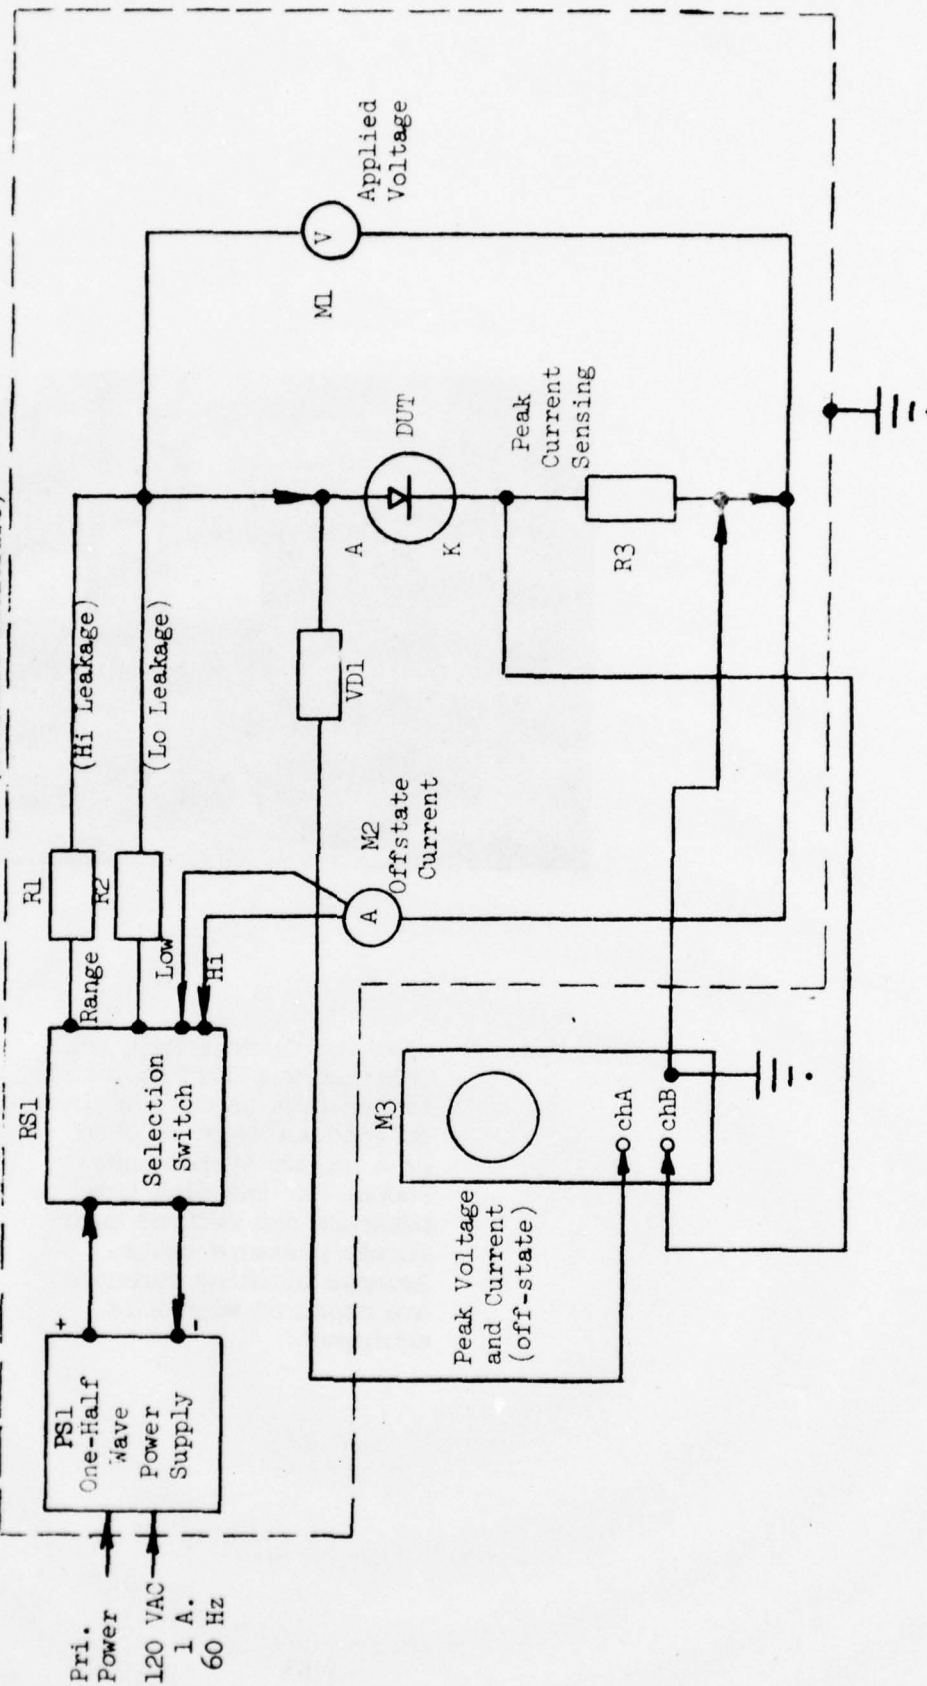 Pri.
Power
120 VAC
1 A.
60 Hz
PS1
One-Half
Wave
Power
Supply
+
-
RS1
Selection
Switch
Range
Low
Hi
R1
R2
(Hi Leakage)
(Lo Leakage)
M2
Offstate
Current
A
VD1
A
K
DUT
Peak
Current
Sensing
R3
M1
V
Applied
Voltage
M3
chA
chB
Peak Voltage
and Current
(off-state)